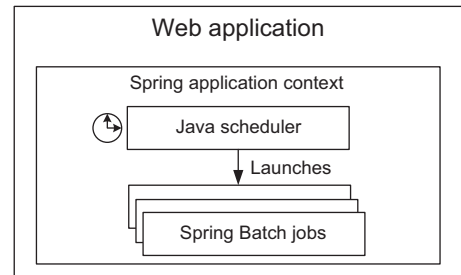 Web application
Spring application context
Java scheduler
Launches
Spring Batch jobs